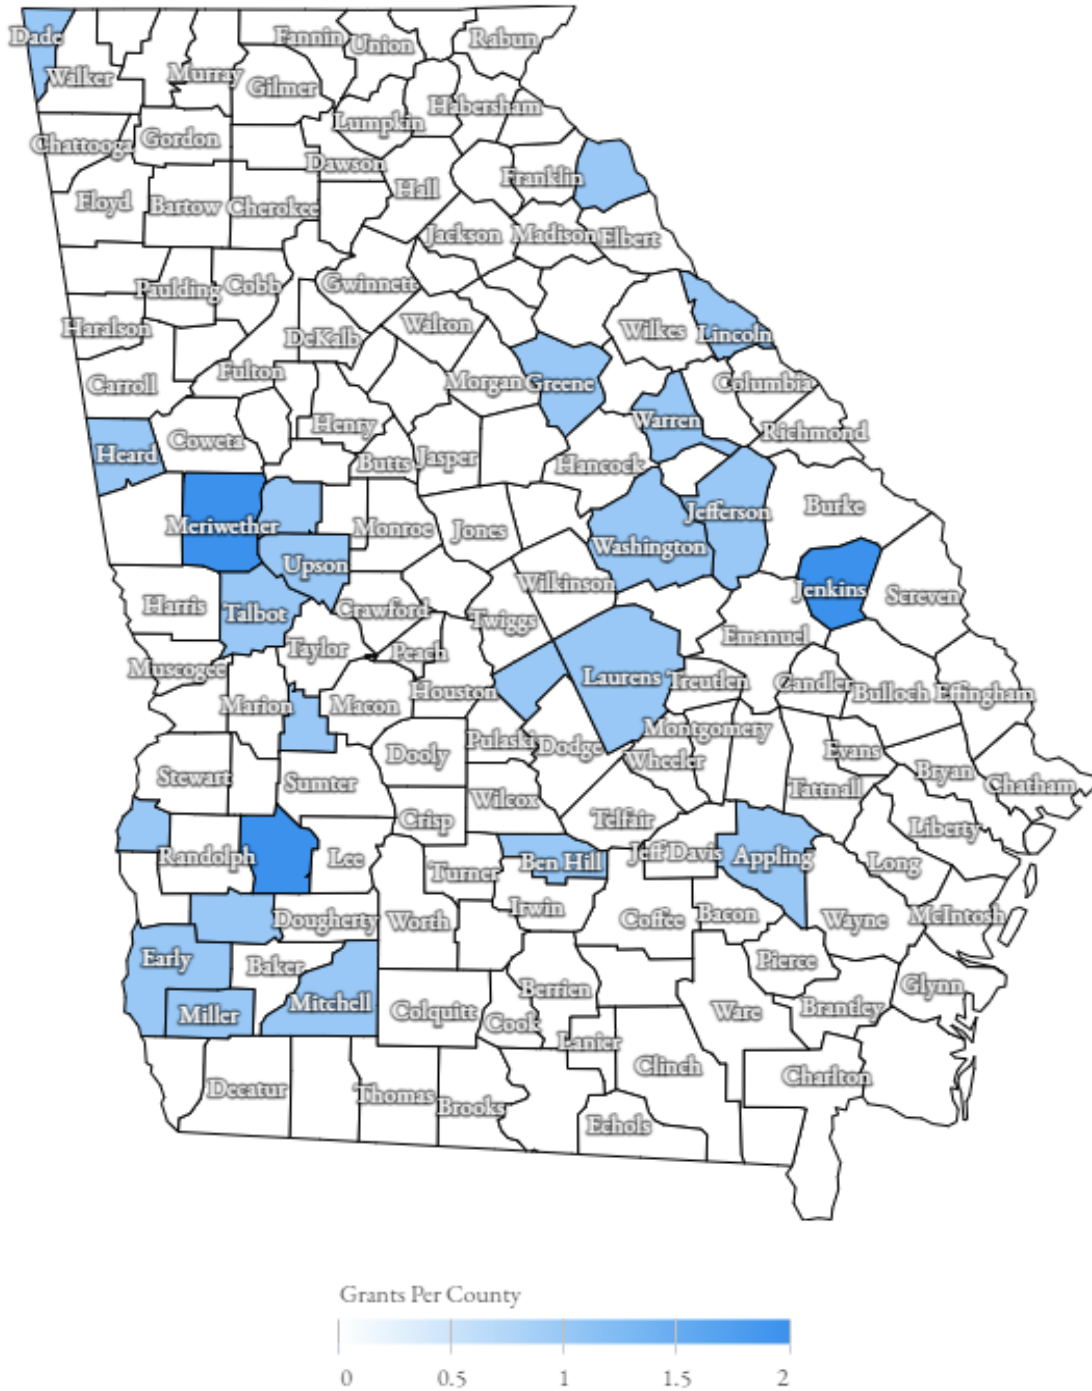 Dade
Fannin
Union
Rabun
Walker
Murray
Gilmer
Habersham
Lumpkin
Chattooga
Gordon
Dawson
Hall
Franklin
Floyd
Bartow
Cherokee
Jackson
Madison
Elbert
Paulding
Cobb
Gwinnett
Haralson
DeKalb
Walton
Wilkes
Lincoln
Carroll
Fulton
Morgan
Greene
Columbia
Heard
Coweta
Henry
Butts
Jasper
Hancock
Warren
Richmond
Meriwether
Monroe
Jones
Washington
Jefferson
Burke
Upson
Wilkinson
Jenkins
Screven
Harris
Talbot
Crawford
Twiggs
Emanuel
Muscogee
Taylor
Peach
Marion
Macon
Houston
Laurens
Treutlen
Candler
Bulloch
Effingham
Stewart
Sumter
Dooly
Pulaski
Dodge
Wheeler
Montgomery
Tattnall
Evans
Bryan
Chatham
Randolph
Lee
Crisp
Wilcox
Telfair
Liberty
Turner
Ben Hill
Jeff Davis
Appling
Long
Dougherty
Worth
Irwin
Coffee
Bacon
Wayne
McIntosh
Early
Baker
Pierce
Miller
Mitchell
Colquitt
Berrien
Cook
Ware
Brantley
Glynn
Lanier
Clinch
Charlton
Decatur
Thomas
Brooks
Echols
Grants Per County
0 0.5 1 1.5 2